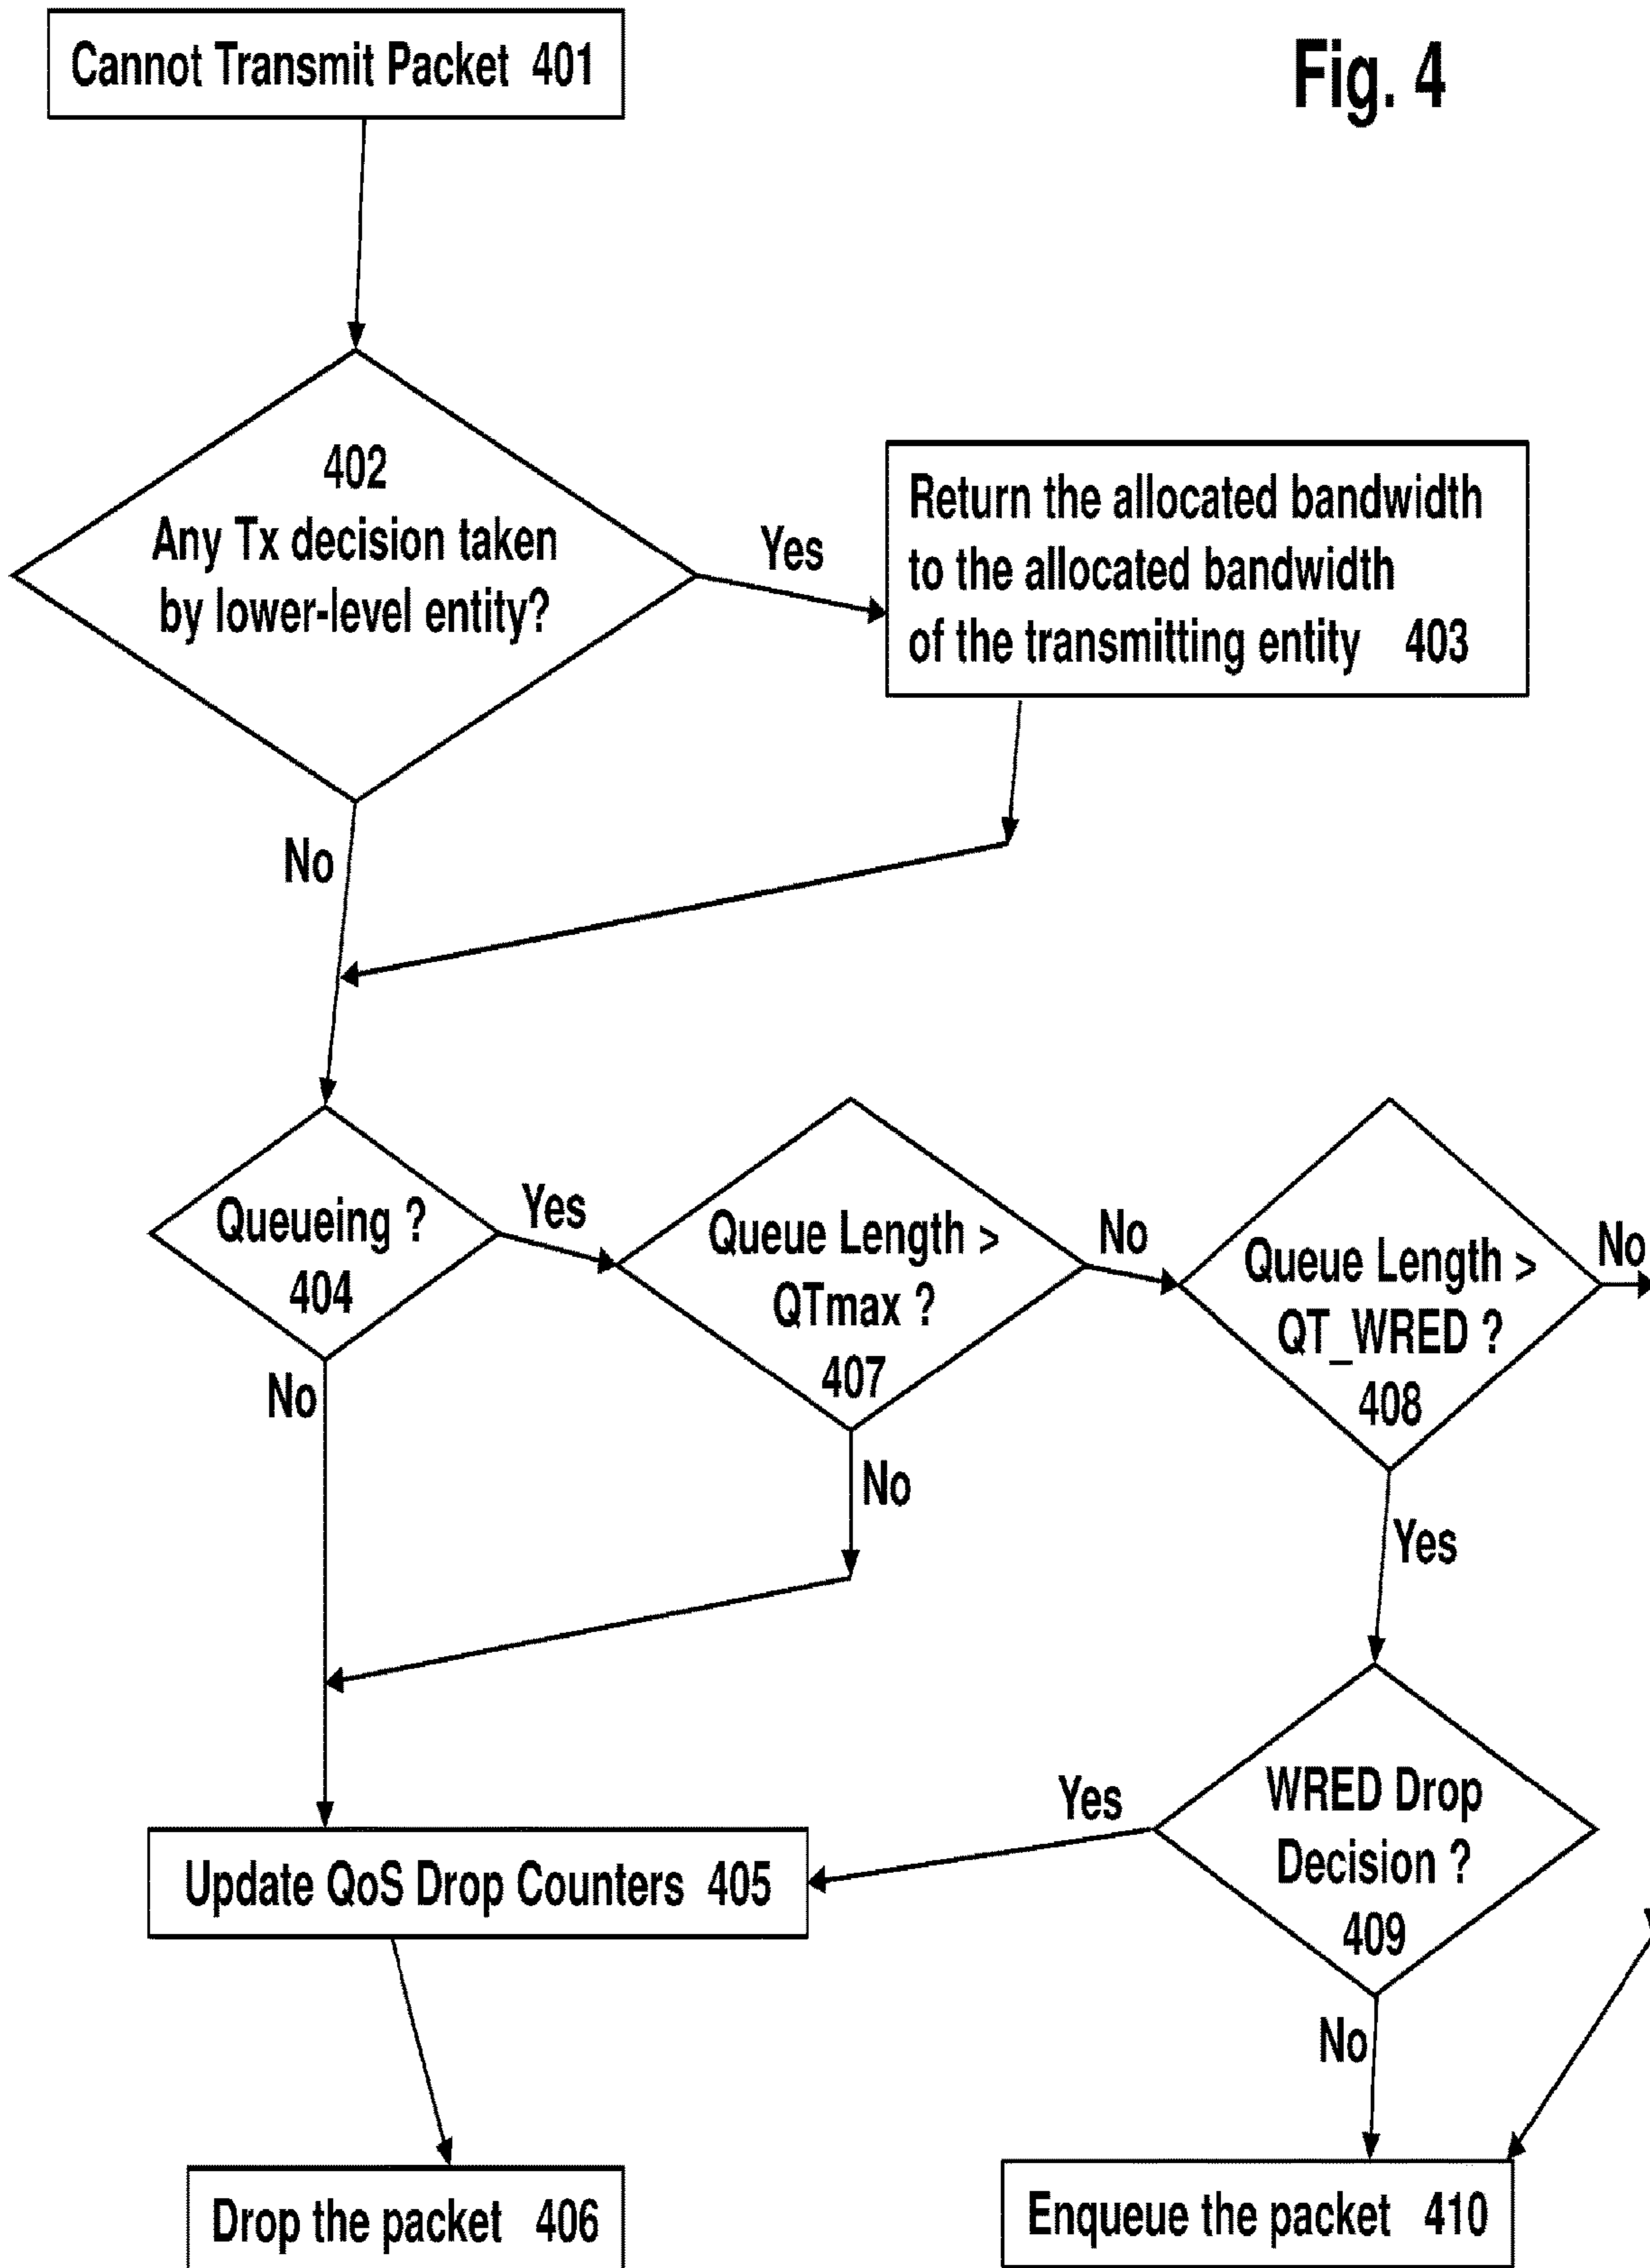 Fig. 4
Cannot Transmit Packet 401
402
Any Tx decision taken
by lower-level entity?
Yes
Return the allocated bandwidth
to the allocated bandwidth
of the transmitting entity 403
No
Queueing ?
404
Yes
Queue Length >
QTmax ?
407
No
Queue Length >
QT_WRED ?
408
No
No
No
Yes
WRED Drop
Decision ?
409
Yes
Update QoS Drop Counters 405
No
Drop the packet 406
Enqueue the packet 410